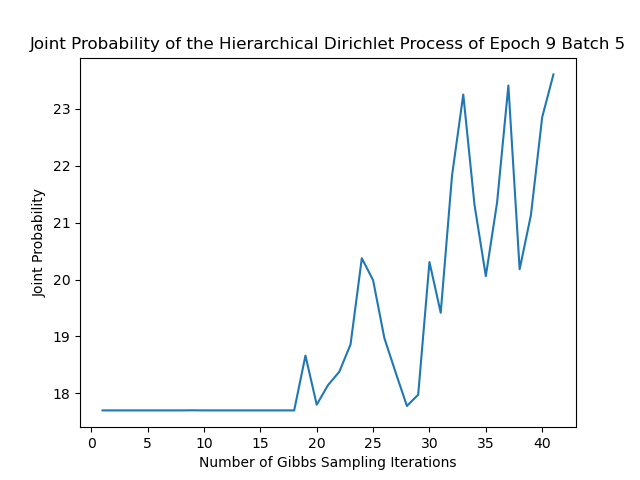 Joint Probability of the Hierarchical Dirichlet Process of Epoch 9 Batch 5
23
22
21
20
19
18
Joint Probability
0 5 10 15 20 25 30 35 40
Number of Gibbs Sampling Iterations